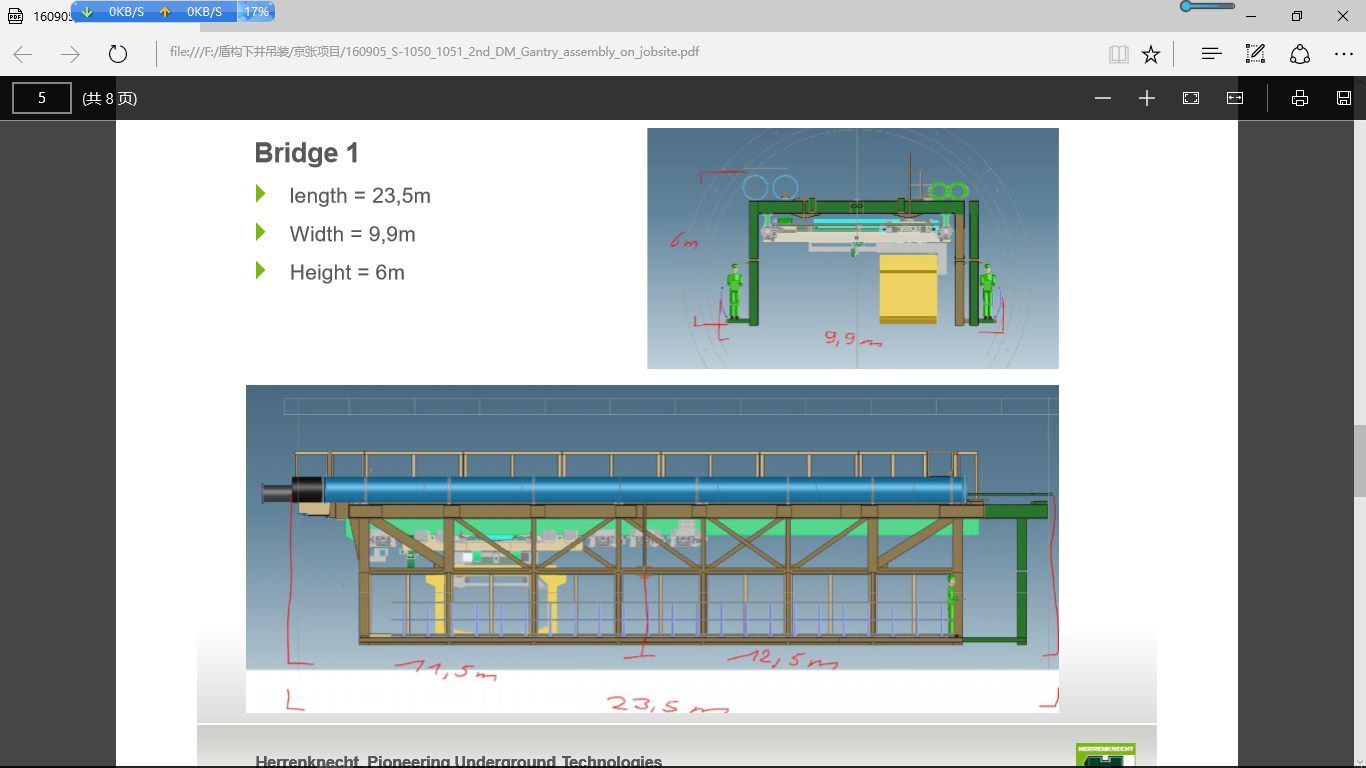 16090
0KB/S
0KB/S
17%
file:///F:/盾构下井吊装/京张项目/160905_S-1050_1051_2nd_DM_Gantry_assembly_on_jobsite.pdf
5
(共 8 页)
Bridge 1
length = 23,5m
Width = 9,9m
Height = 6m
6m
9,9m
11,5m
12,5m
23,5m
Herrenknecht Pioneering Underground Technologies
HERRENKNECHT